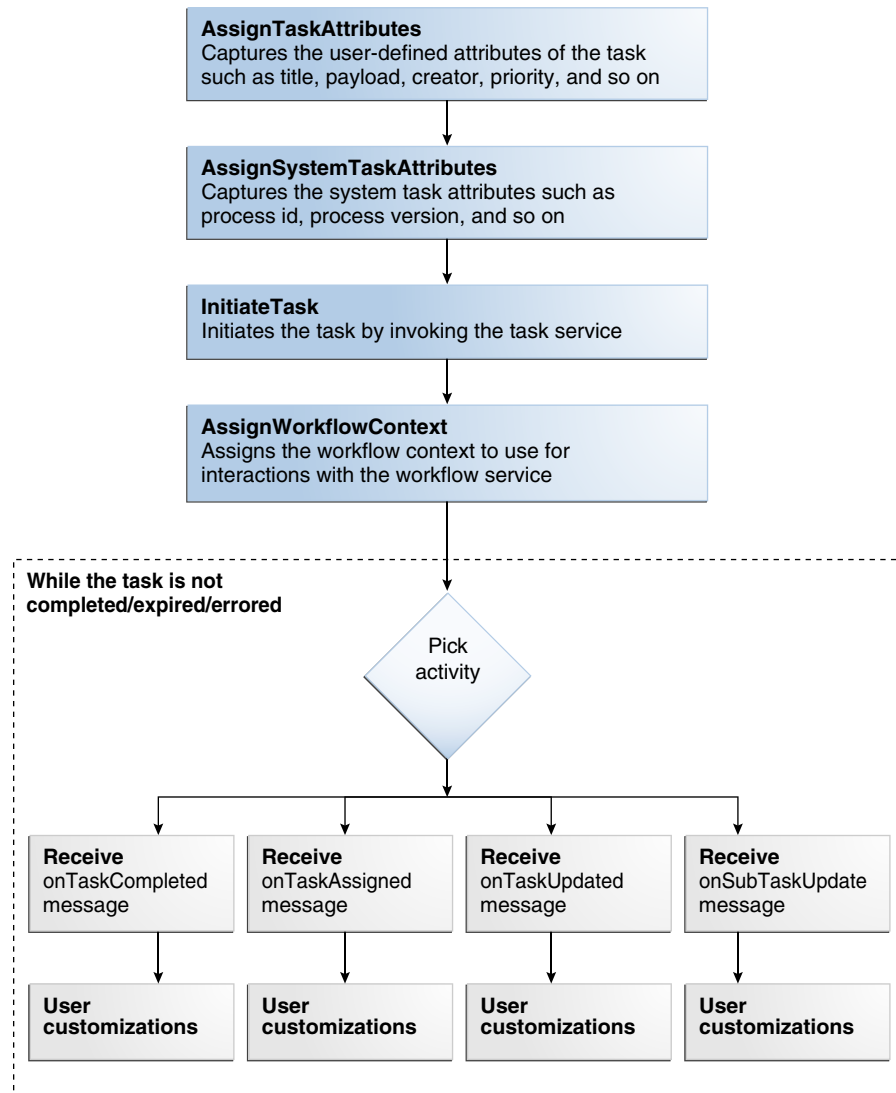 AssignTaskAttributes
Captures the user-defined attributes of the task
such as title, payload, creator, priority, and so on
AssignSystemTaskAttributes
Captures the system task attributes such as
process id, process version, and so on
InitiateTask
Initiates the task by invoking the task service
AssignWorkflowContext
Assigns the workflow context to use for
interactions with the workflow service
While the task is not
completed/expired/errored
Pick
activity
Receive
onTaskCompleted
message
Receive
onTaskAssigned
message
Receive
onTaskUpdated
message
Receive
onSubTaskUpdate
message
User
customizations
User
customizations
User
customizations
User
customizations